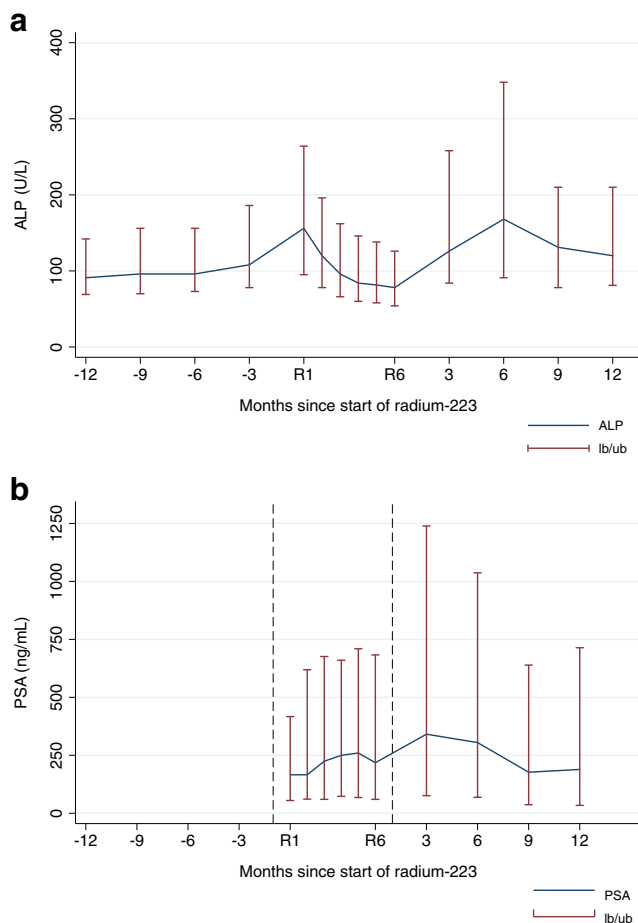 a
400
300
200
100
0
ALP (U/L)
-12 -9 -6 -3 R1 R6 3 6 9 12
Months since start of radium-223
ALP
lb/ub
b
1250
1000
750
500
250
0
PSA (ng/mL)
-12 -9 -6 -3 R1 R6 3 6 9 12
Months since start of radium-223
PSA
lb/ub